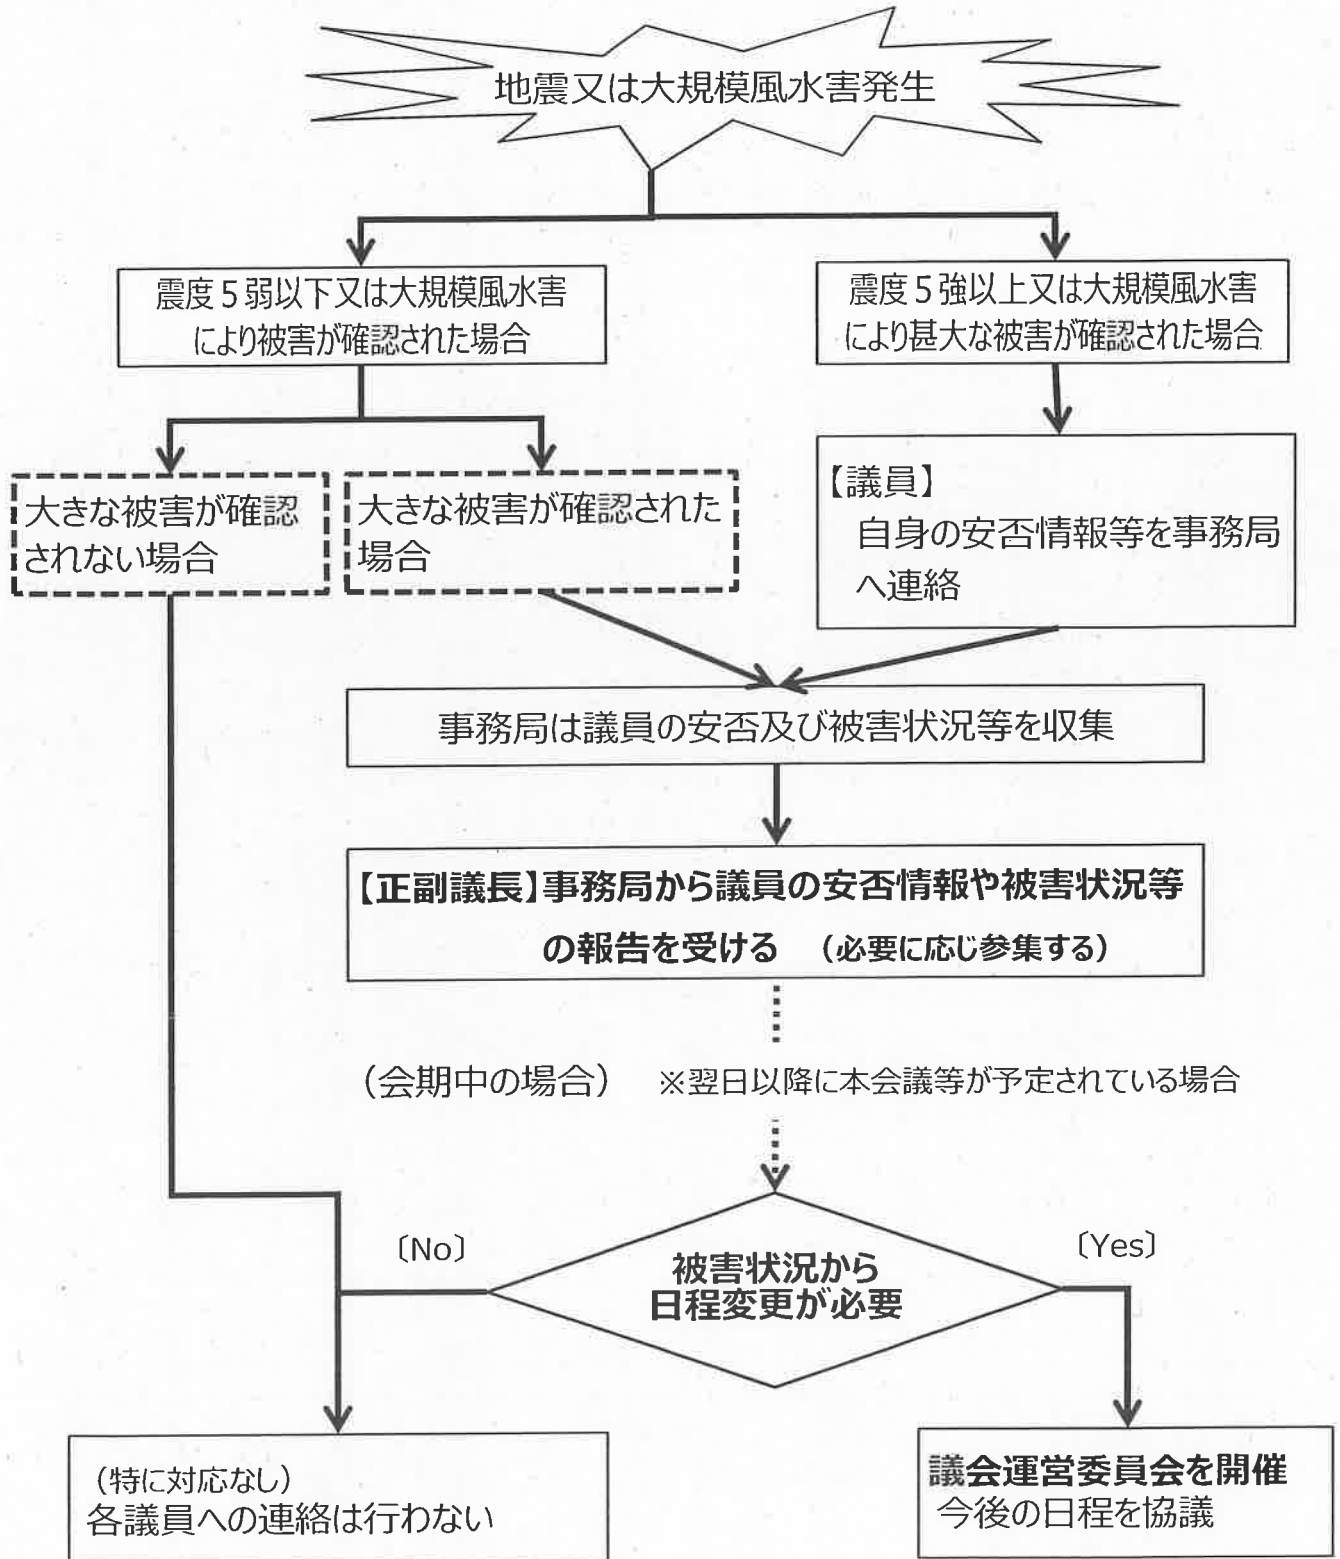 地震又は大規模風水害発生
震度5弱以下又は大規模風水害
により被害が確認された場合
震度5強以上又は大規模風水害
により甚大な被害が確認された場合
大きな被害が確認
されない場合
大きな被害が確認された
場合
【議員】
自身の安否情報等を事務局
へ連絡
事務局は議員の安否及び被害状況等を収集
【正副議長】事務局から議員の安否情報や被害状況等
の報告を受ける （必要に応じ参集する）
（会期中の場合） ※翌日以降に本会議等が予定されている場合
〔No〕
〔Yes〕
被害状況から
日程変更が必要
（特に対応なし）
各議員への連絡は行わない
議会運営委員会を開催
今後の日程を協議